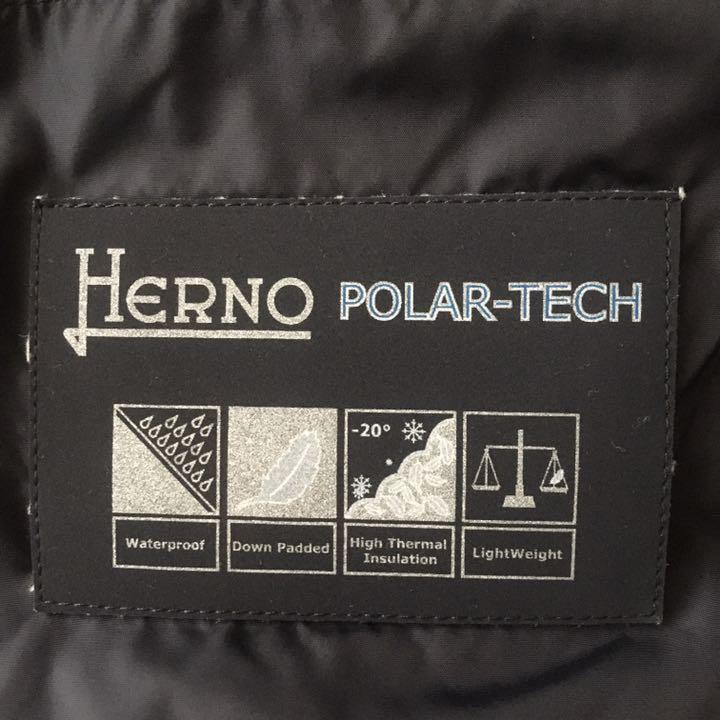 HERNO POLAR-TECH
-20°
Waterproof
Down Padded
High Thermal
Insulation
LightWeight